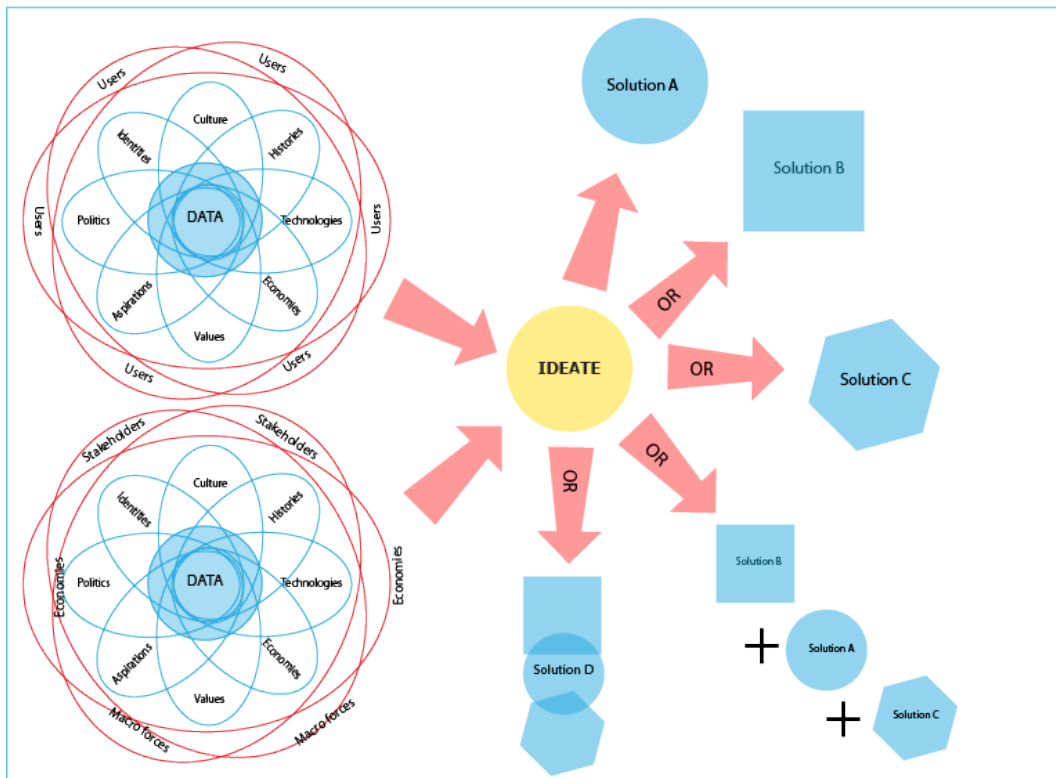 Users
Users
Users
Users
Users
Users
Culture
Identities
Histories
Politics
DATA
Technologies
Aspirations
Economies
Values
Stakeholders
Stakeholders
Economies
Economies
Macro forces
Macro forces
Culture
Identities
Histories
Politics
DATA
Technologies
Aspirations
Economies
Values
IDEATE
Solution A
OR
Solution B
OR
Solution C
OR
Solution B
+
Solution A
+
Solution C
OR
Solution D